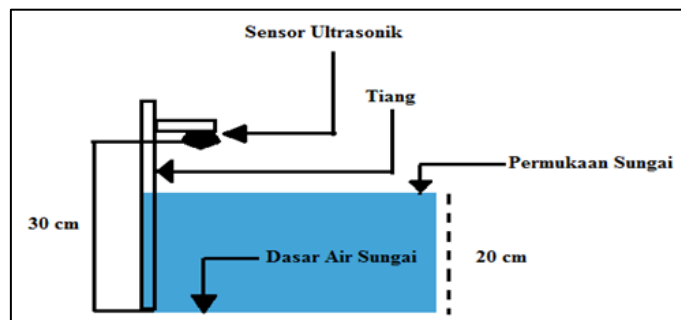 Sensor Ultrasonik
Tiang
Permukaan Sungai
30 cm
Dasar Air Sungai
20 cm